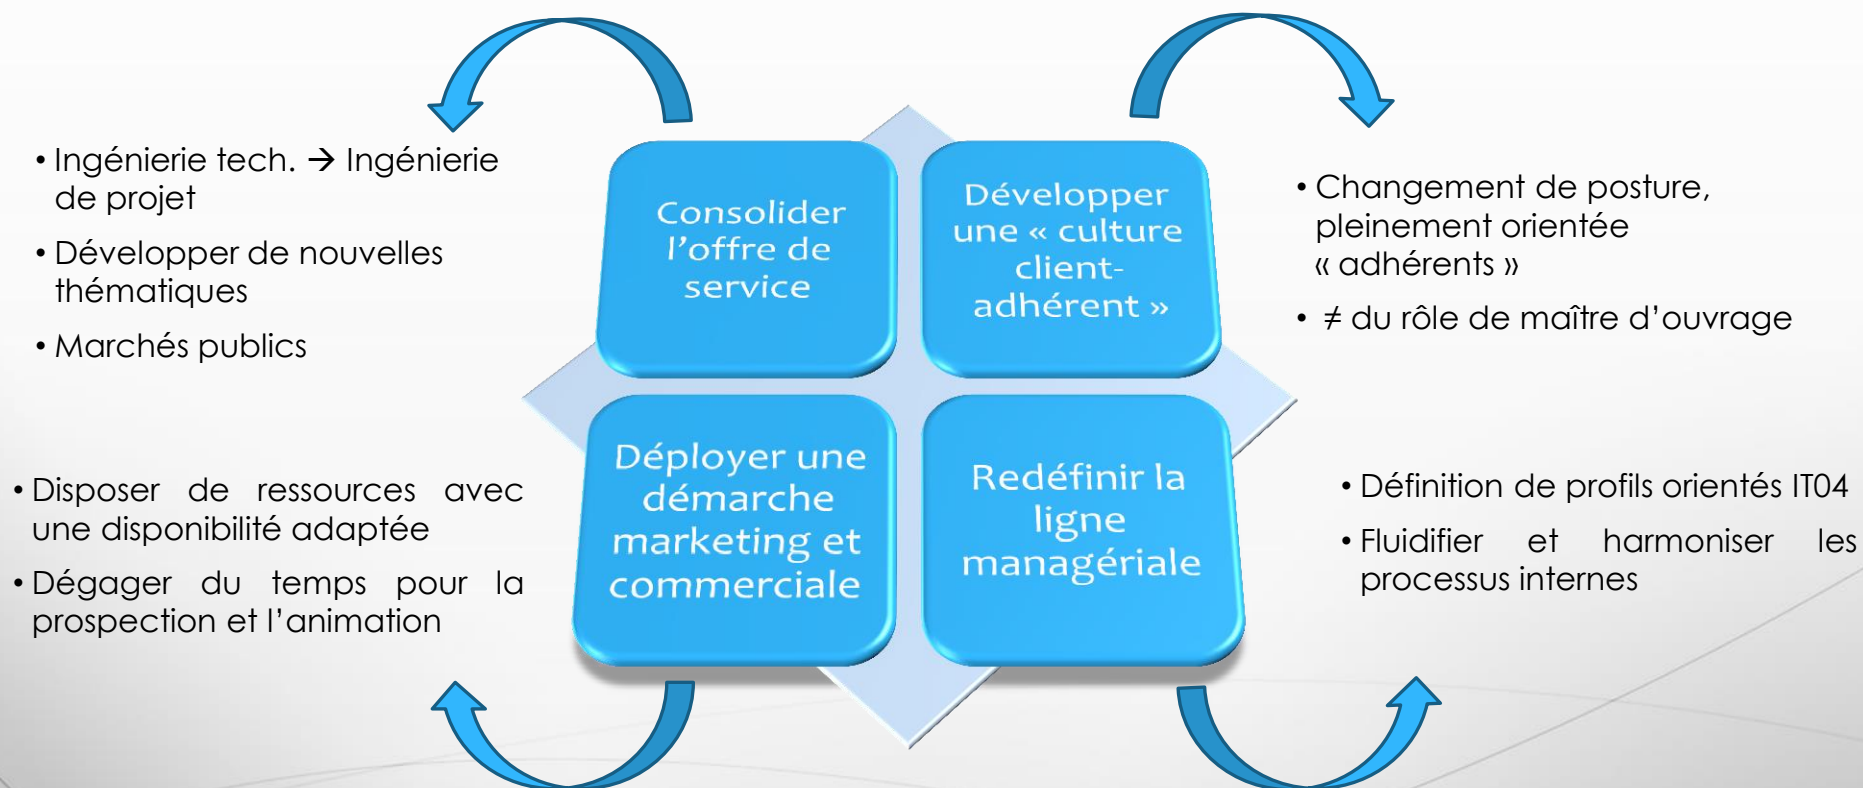 • Ingénierie tech. → Ingénierie
de projet
• Développer de nouvelles
thématiques
• Marchés publics
Consolider
l'offre de
service
Développer
une « culture
client-
adhérent »
• Changement de posture,
pleinement orientée
« adhérents »
• ≠ du rôle de maître d'ouvrage
• Disposer de ressources avec
une disponibilité adaptée
• Dégager du temps pour la
prospection et l'animation
Déployer une
démarche
marketing et
commerciale
Redéfinir la
ligne
managériale
• Définition de profils orientés IT04
• Fluidifier et harmoniser les
processus internes